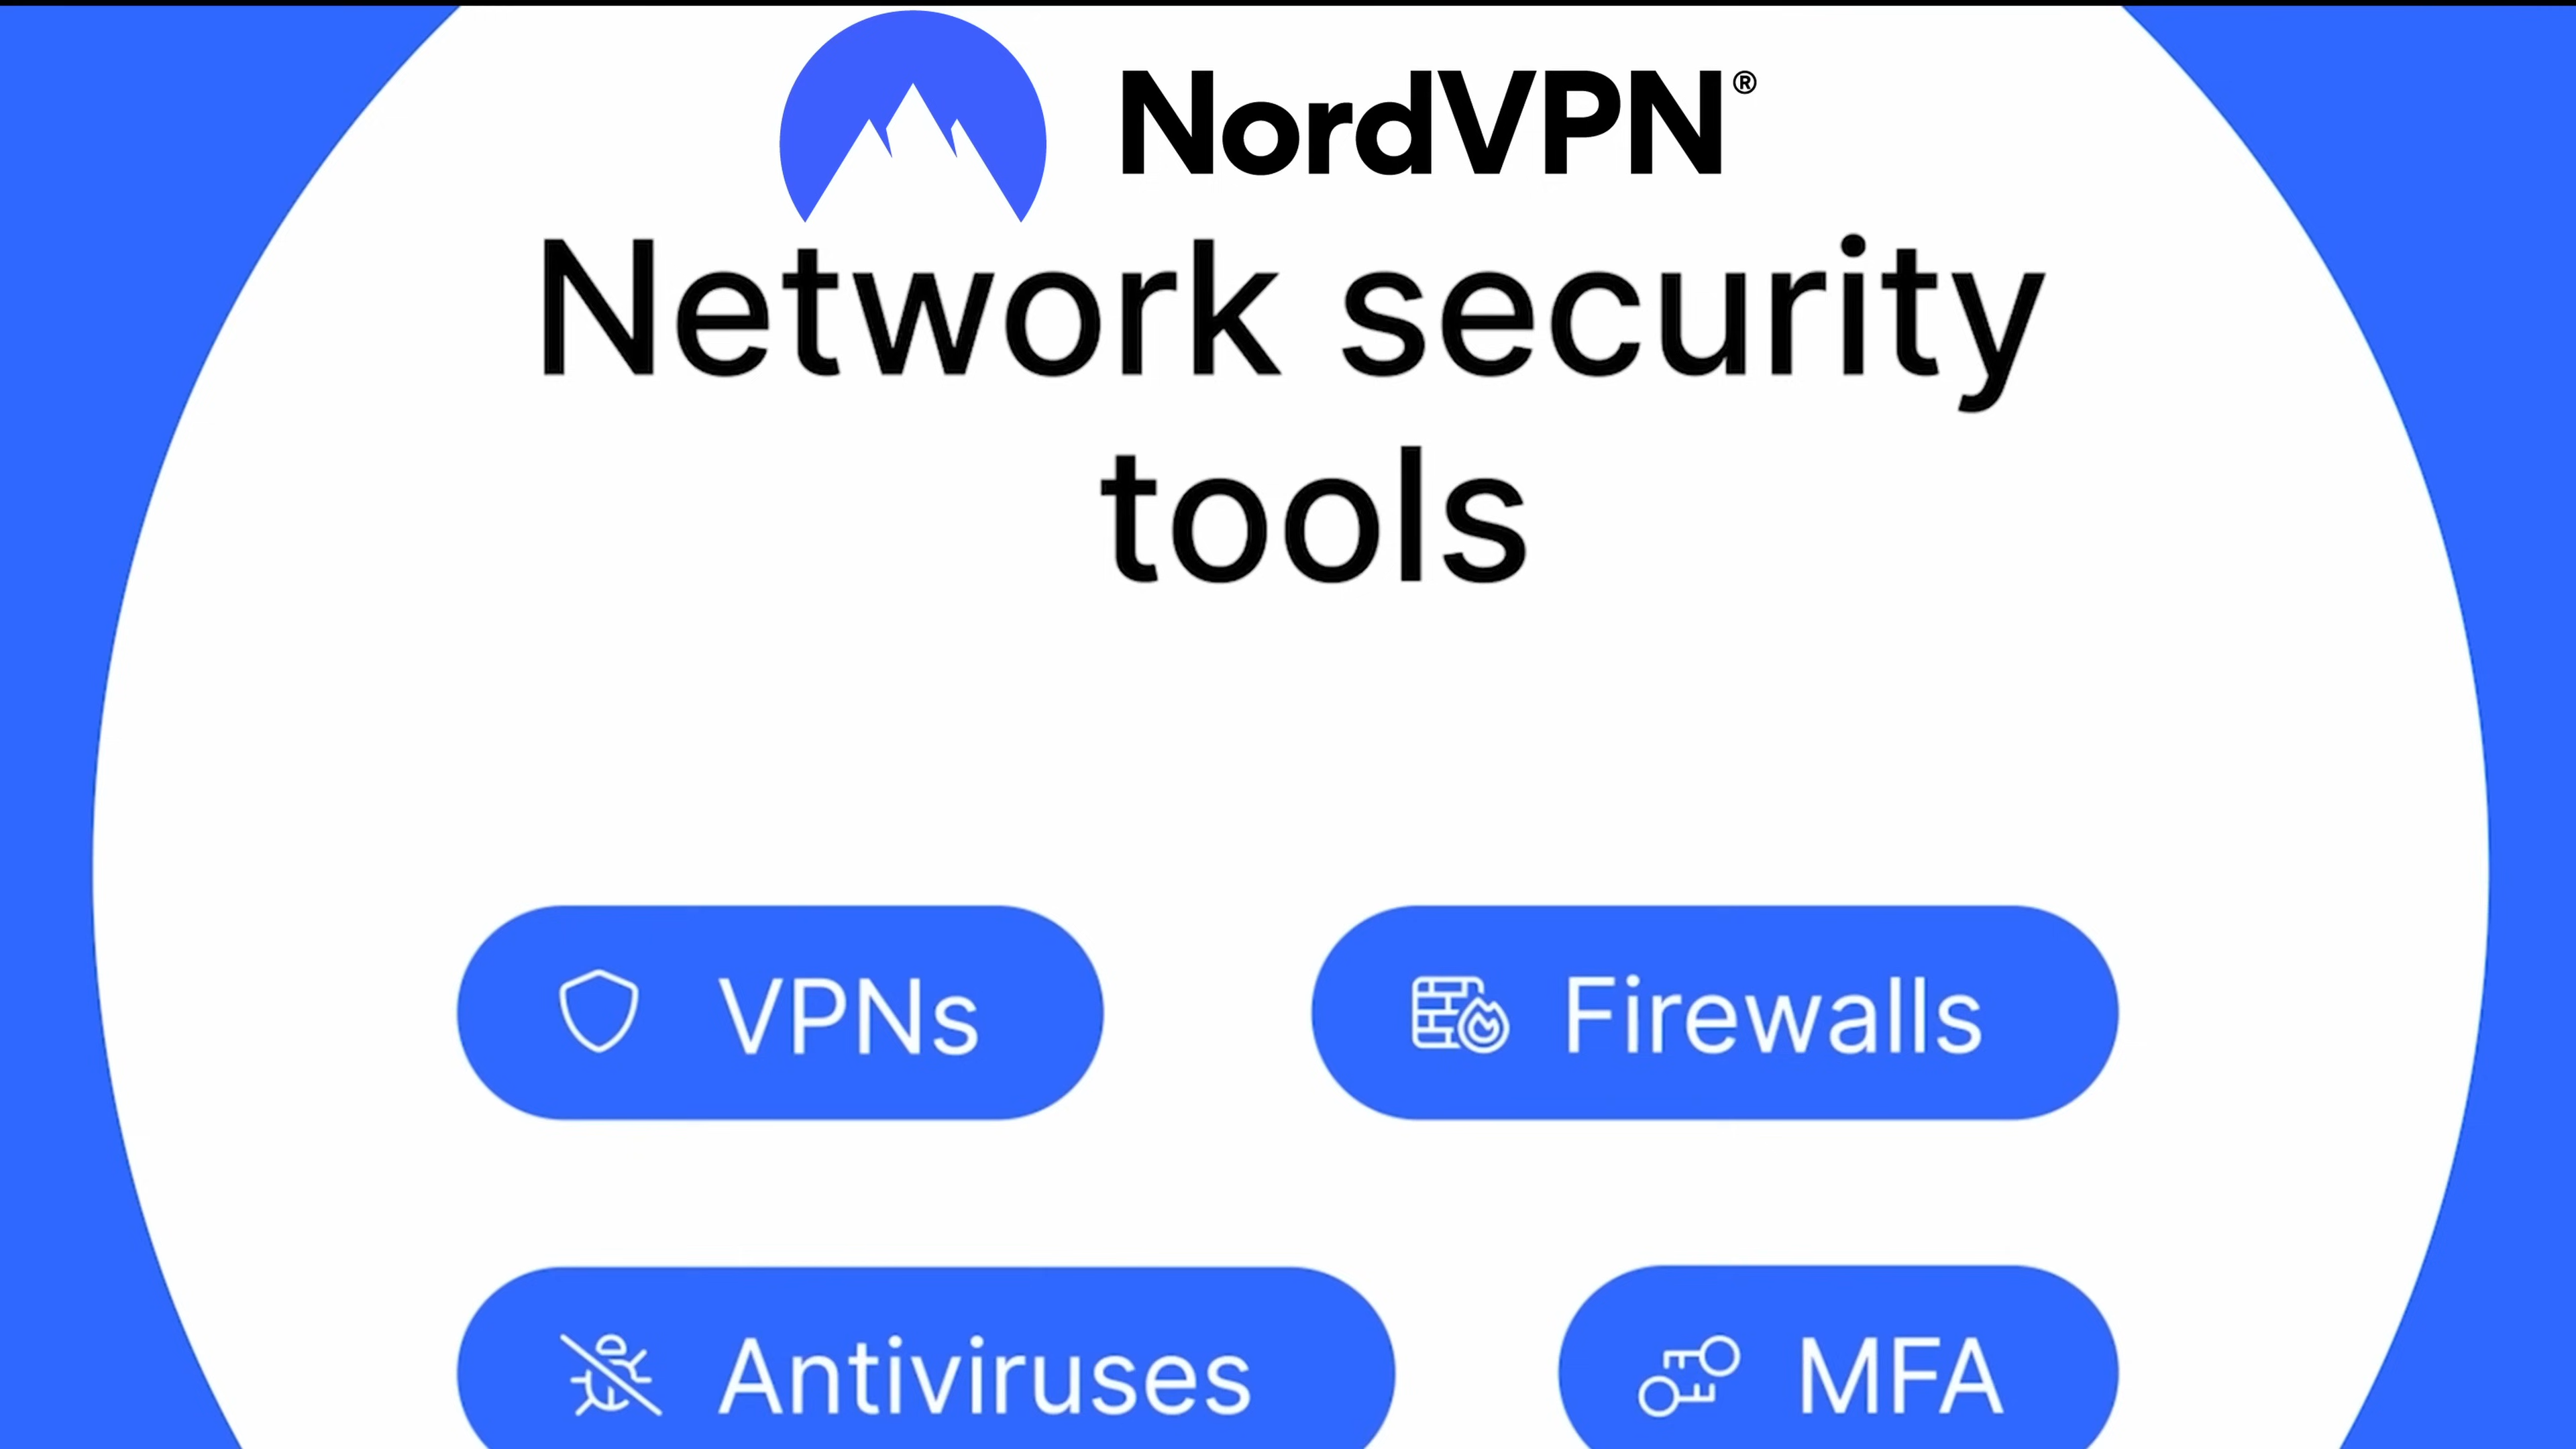 NordVPN®
Network security
tools
VPNs
Firewalls
Antiviruses
MFA